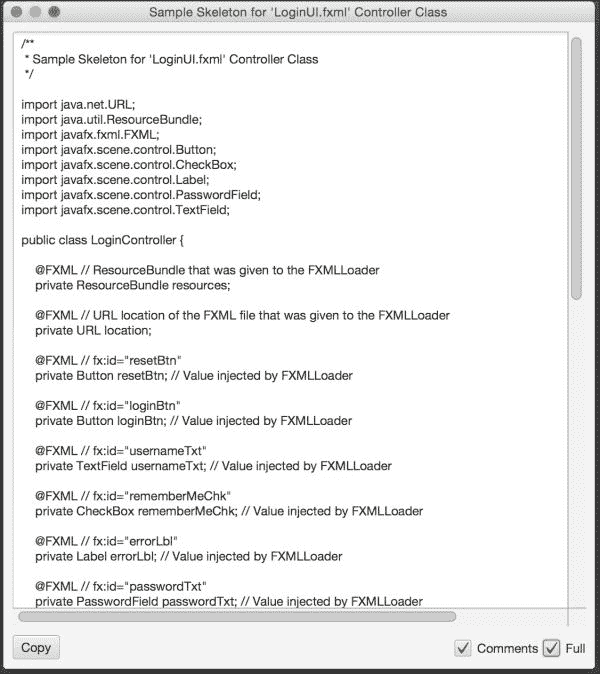 Sample Skeleton for 'LoginUI.fxml' Controller Class
/**
 * Sample Skeleton for 'LoginUI.fxml' Controller Class
 */
import java.net.URL;
import java.util.ResourceBundle;
import javafx.fxml.FXML;
import javafx.scene.control.Button;
import javafx.scene.control.CheckBox;
import javafx.scene.control.Label;
import javafx.scene.control.PasswordField;
import javafx.scene.control.TextField;
public class LoginController {
@FXML // ResourceBundle that was given to the FXMLLoader
private ResourceBundle resources;
@FXML // URL location of the FXML file that was given to the FXMLLoader
private URL location;
@FXML // fx:id="resetBtn"
private Button resetBtn; // Value injected by FXMLLoader
@FXML // fx:id="loginBtn"
private Button loginBtn; // Value injected by FXMLLoader
@FXML // fx:id="usernameTxt"
private TextField usernameTxt; // Value injected by FXMLLoader
@FXML // fx:id="rememberMeChk"
private CheckBox rememberMeChk; // Value injected by FXMLLoader
@FXML // fx:id="errorLbl"
private Label errorLbl; // Value injected by FXMLLoader
@FXML // fx:id="passwordTxt"
private PasswordField passwordTxt; // Value injected by FXMLLoader
Copy Comments Full